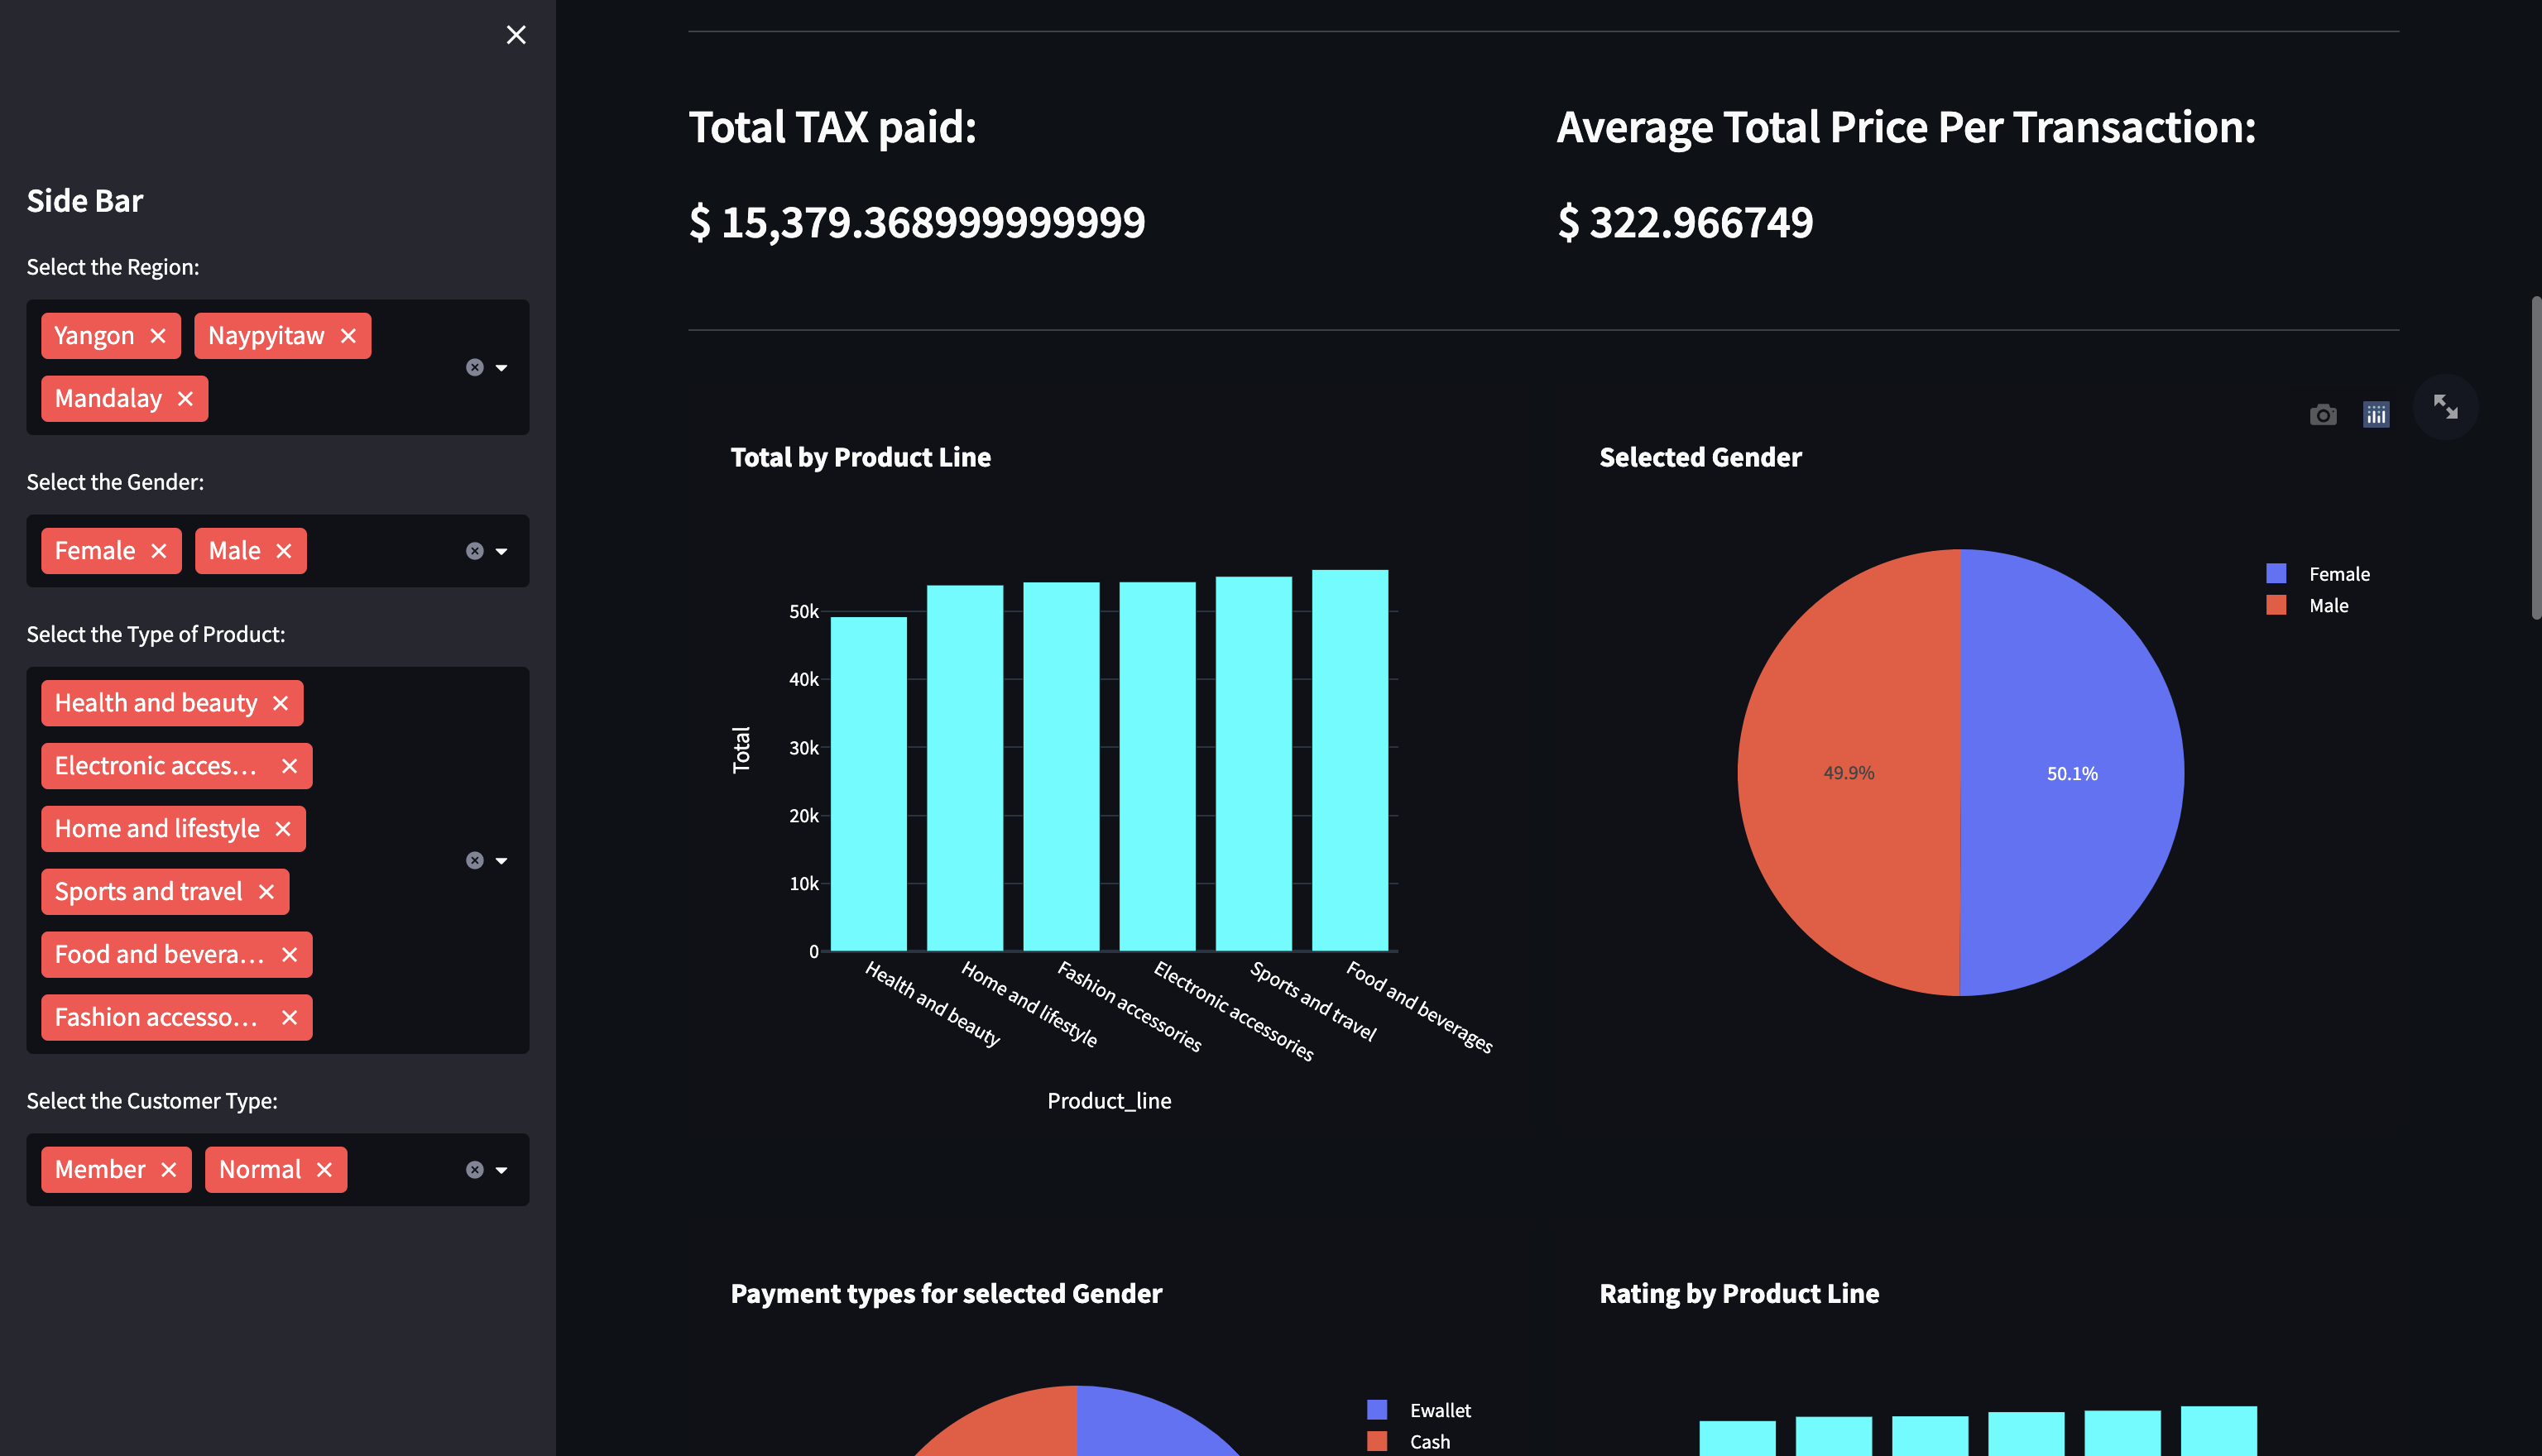 Side Bar
Select the Region:
Yangon
Naypyitaw
Mandalay
Select the Gender:
Female
Male
Select the Type of Product:
Health and beauty
Electronic acces...
Home and lifestyle
Sports and travel
Food and bevera...
Fashion accesso...
Select the Customer Type:
Member
Normal
Total TAX paid:
$ 15,379.368999999999
Average Total Price Per Transaction:
$ 322.966749
Total by Product Line
Total
50k
40k
30k
20k
10k
0
Health and beauty
Home and lifestyle
Fashion accessories
Electronic accessories
Sports and travel
Food and beverages
Product_line
Selected Gender
49.9%
50.1%
Female
Male
Payment types for selected Gender
Ewallet
Cash
Rating by Product Line